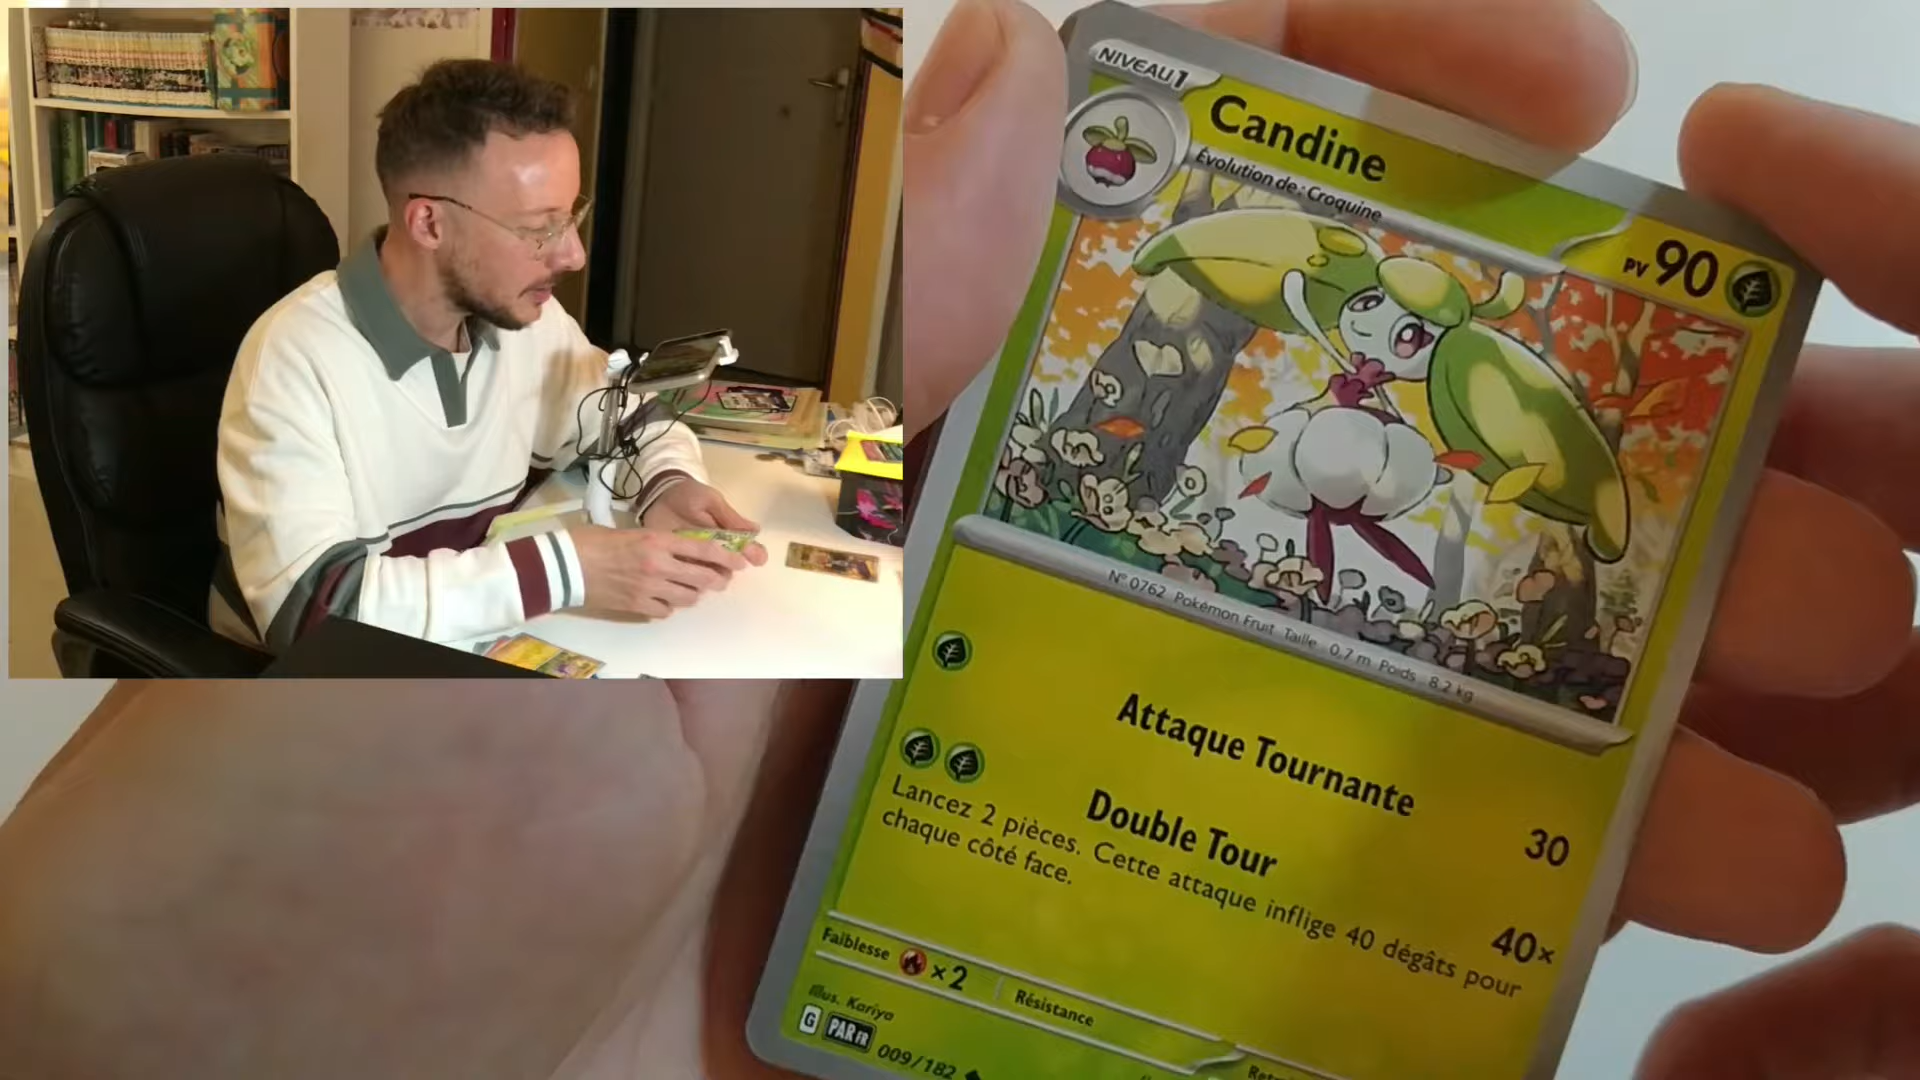 NIVEAU 1
Candine
Évolution de : Croquine
PV 90
N° 0762 Pokémon Fruit Taille : 0,7 m Poids : 8.2 kg
Attaque Tournante 30
Double Tour 40×
Lancez 2 pièces. Cette attaque inflige 40 dégâts pour
chaque côté face.
Faiblesse ×2 Résistance
Illus. Kariya
G PAR FR 009/182